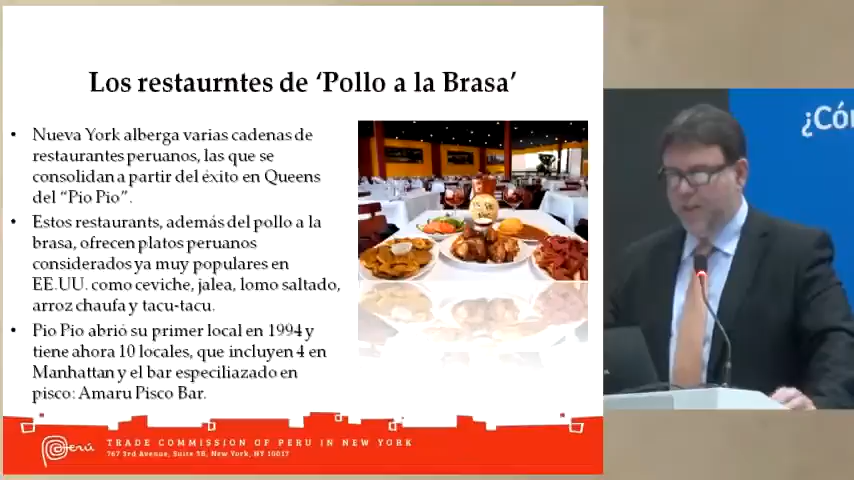 Los restaurntes de ‘Pollo a la Brasa’
• Nueva York alberga varias cadenas de
restaurantes peruanos, las que se
consolidan a partir del éxito en Queens
del “Pio Pio”.
• Estos restaurants, además del pollo a la
brasa, ofrecen platos peruanos
considerados ya muy populares en
EE.UU. como ceviche, jalea, lomo saltado,
arroz chaufa y tacu-tacu.
• Pio Pio abrió su primer local en 1994 y
tiene ahora 10 locales, que incluyen 4 en
Manhattan y el bar especiliazado en
pisco: Amaru Pisco Bar.
Perú
TRADE COMMISSION OF PERU IN NEW YORK
767 3rd Avenue, Suite 3B, New York, NY 10017
¿Có